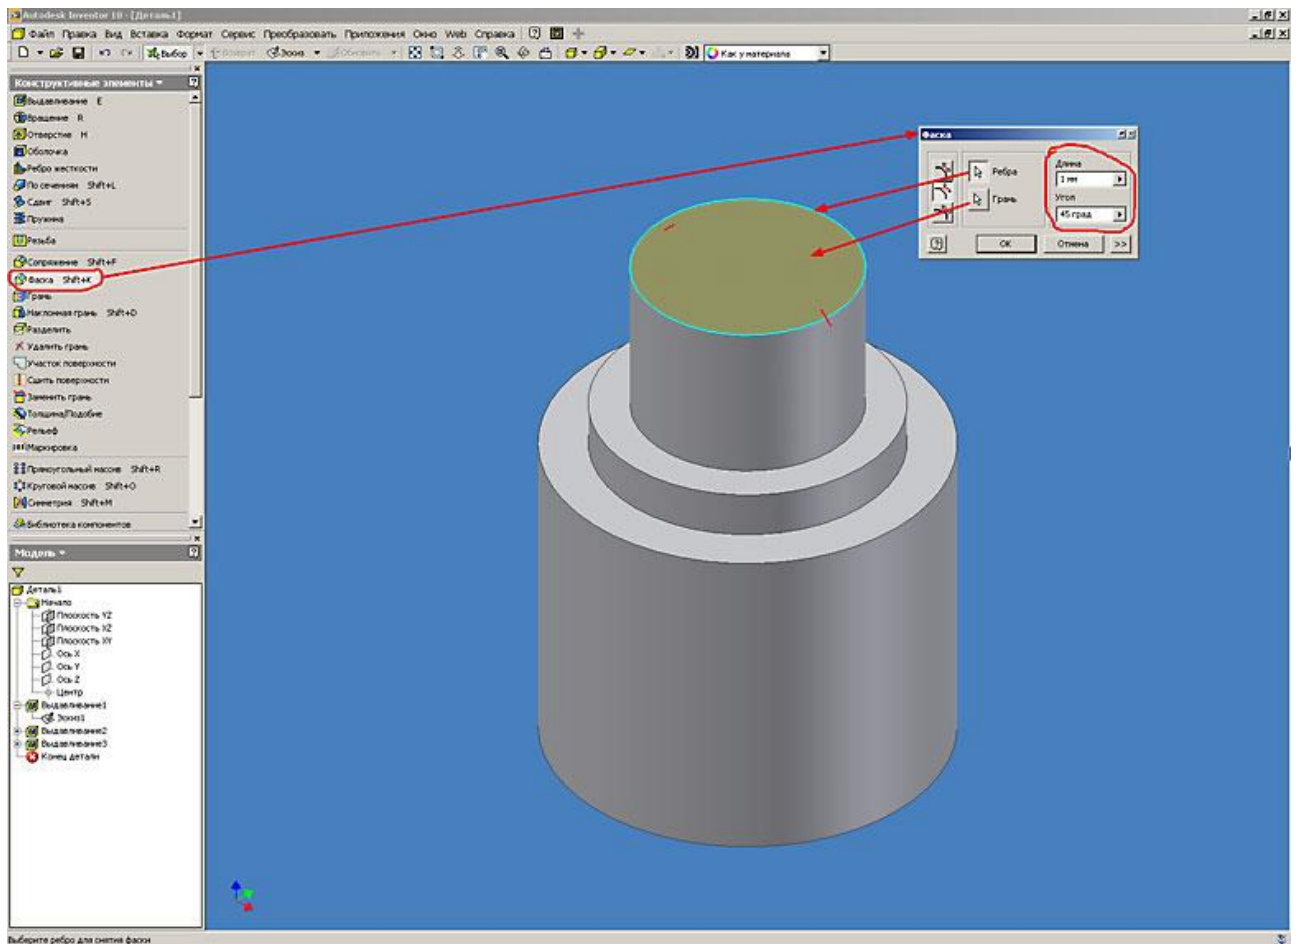 Autodesk Inventor 10 - [Деталь1]
Файл Правка Вид Вставка Формат Сервис Преобразовать Приложения Окно Web Справка
Выбор Возврат Эскиз Обновить Как у материала
Конструктивные элементы
Выдавливание E
Вращение R
Отверстие H
Оболочка
Ребро жесткости
По сечениям Shift+L
Сдвиг Shift+S
Пружина
Резьба
Сопряжение Shift+F
Фаска Shift+K
Грань
Наклонная грань Shift+D
Разделить
Удалить грань
Участок поверхности
Сшить поверхности
Заменить грань
Толщина/Подобие
Рельеф
Маркировка
Прямоугольный массив Shift+R
Круговой массив Shift+O
Симметрия Shift+M
Библиотека компонентов
Модель
Деталь1
Начало
Плоскость YZ
Плоскость XZ
Плоскость XY
Ось X
Ось Y
Ось Z
Центр
Выдавливание1
Эскиз1
Выдавливание2
Выдавливание3
Конец детали
Фаска
Ребра
Грань
Длина
1 мм
Угол
45 град
OK Отмена >>
Выберите ребро для снятия фаски